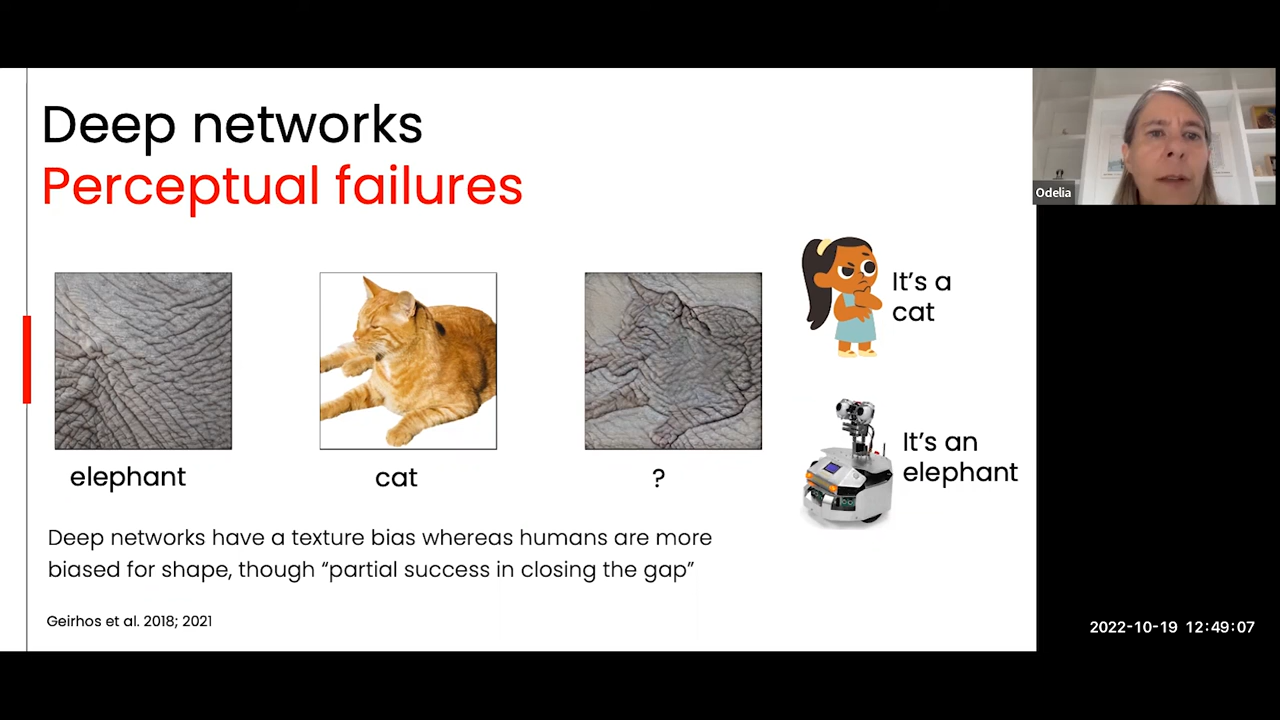 Deep networks
Perceptual failures
Odelia
It's a
cat
It's an
elephant
elephant
cat
?
Deep networks have a texture bias whereas humans are more
biased for shape, though “partial success in closing the gap”
Geirhos et al. 2018; 2021
2022-10-19 12:49:07